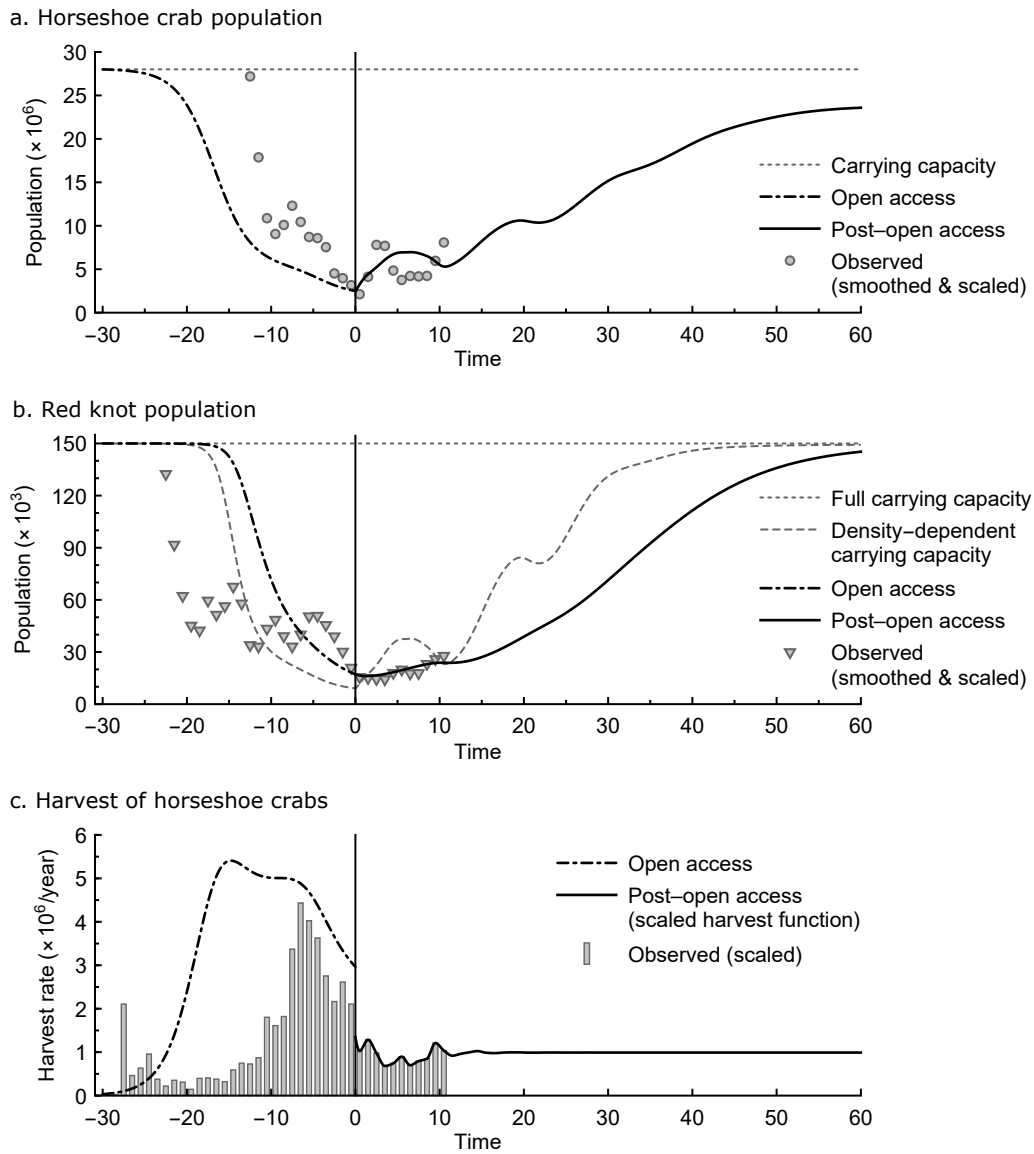 a. Horseshoe crab population
30
25
20
15
10
5
0
Population (× 10⁶)
Carrying capacity
Open access
Post–open access
Observed
(smoothed & scaled)
−30 −20 −10 0 10 20 30 40 50 60
Time
b. Red knot population
150
120
90
60
30
0
Population (× 10³)
Full carrying capacity
Density–dependent
carrying capacity
Open access
Post–open access
Observed
(smoothed & scaled)
−30 −20 −10 0 10 20 30 40 50 60
Time
c. Harvest of horseshoe crabs
6
5
4
3
2
1
0
Harvest rate (× 10⁶/year)
Open access
Post–open access
(scaled harvest function)
Observed (scaled)
−30 −20 −10 0 10 20 30 40 50 60
Time